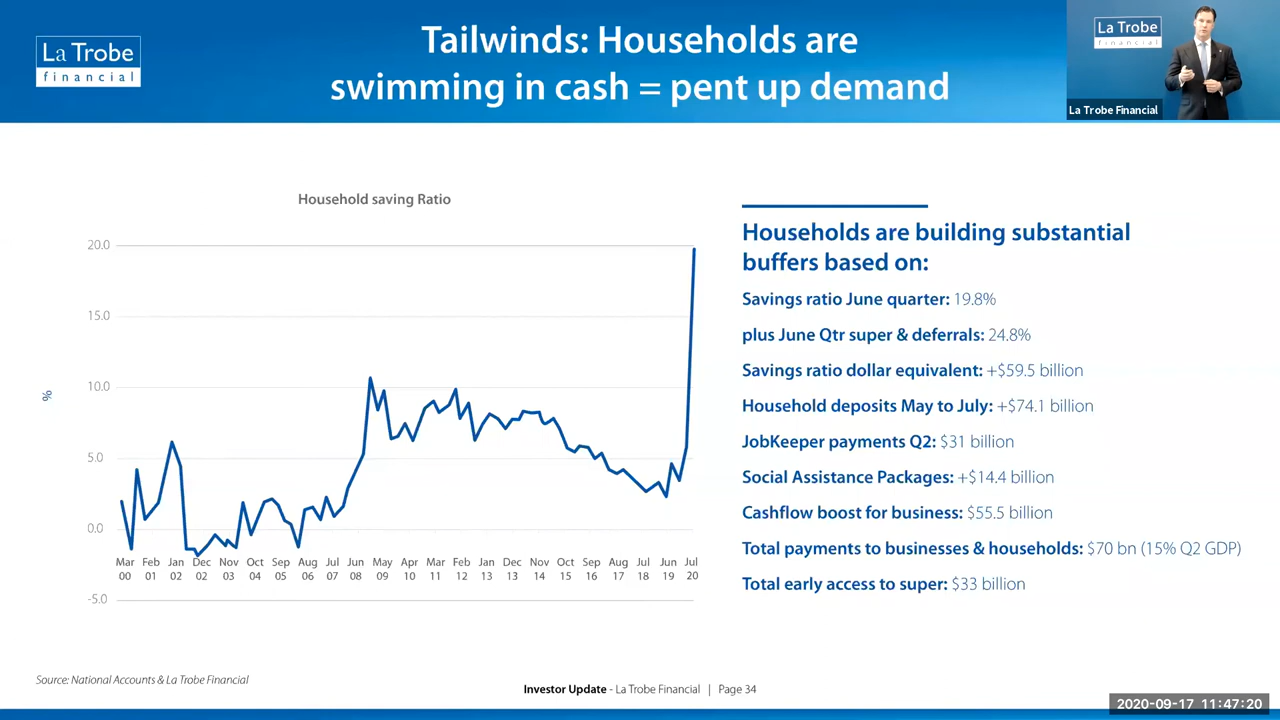 La Trobe
financial
Tailwinds: Households are
swimming in cash = pent up demand
La Trobe
financial
La Trobe Financial
Household saving Ratio
%
20.0
15.0
10.0
5.0
0.0
-5.0
Mar Feb Jan Dec Nov Oct Sep Aug Jul Jun May Apr Mar Feb Jan Dec Nov Oct Sep Aug Jul Jun Jul
00 01 02 02 03 04 05 06 07 08 09 10 11 12 13 13 14 15 16 17 18 19 20
Households are building substantial
buffers based on:
Savings ratio June quarter: 19.8%
plus June Qtr super & deferrals: 24.8%
Savings ratio dollar equivalent: +$59.5 billion
Household deposits May to July: +$74.1 billion
JobKeeper payments Q2: $31 billion
Social Assistance Packages: +$14.4 billion
Cashflow boost for business: $55.5 billion
Total payments to businesses & households: $70 bn (15% Q2 GDP)
Total early access to super: $33 billion
Source: National Accounts & La Trobe Financial
Investor Update - La Trobe Financial | Page 34
2020-09-17 11:47:20